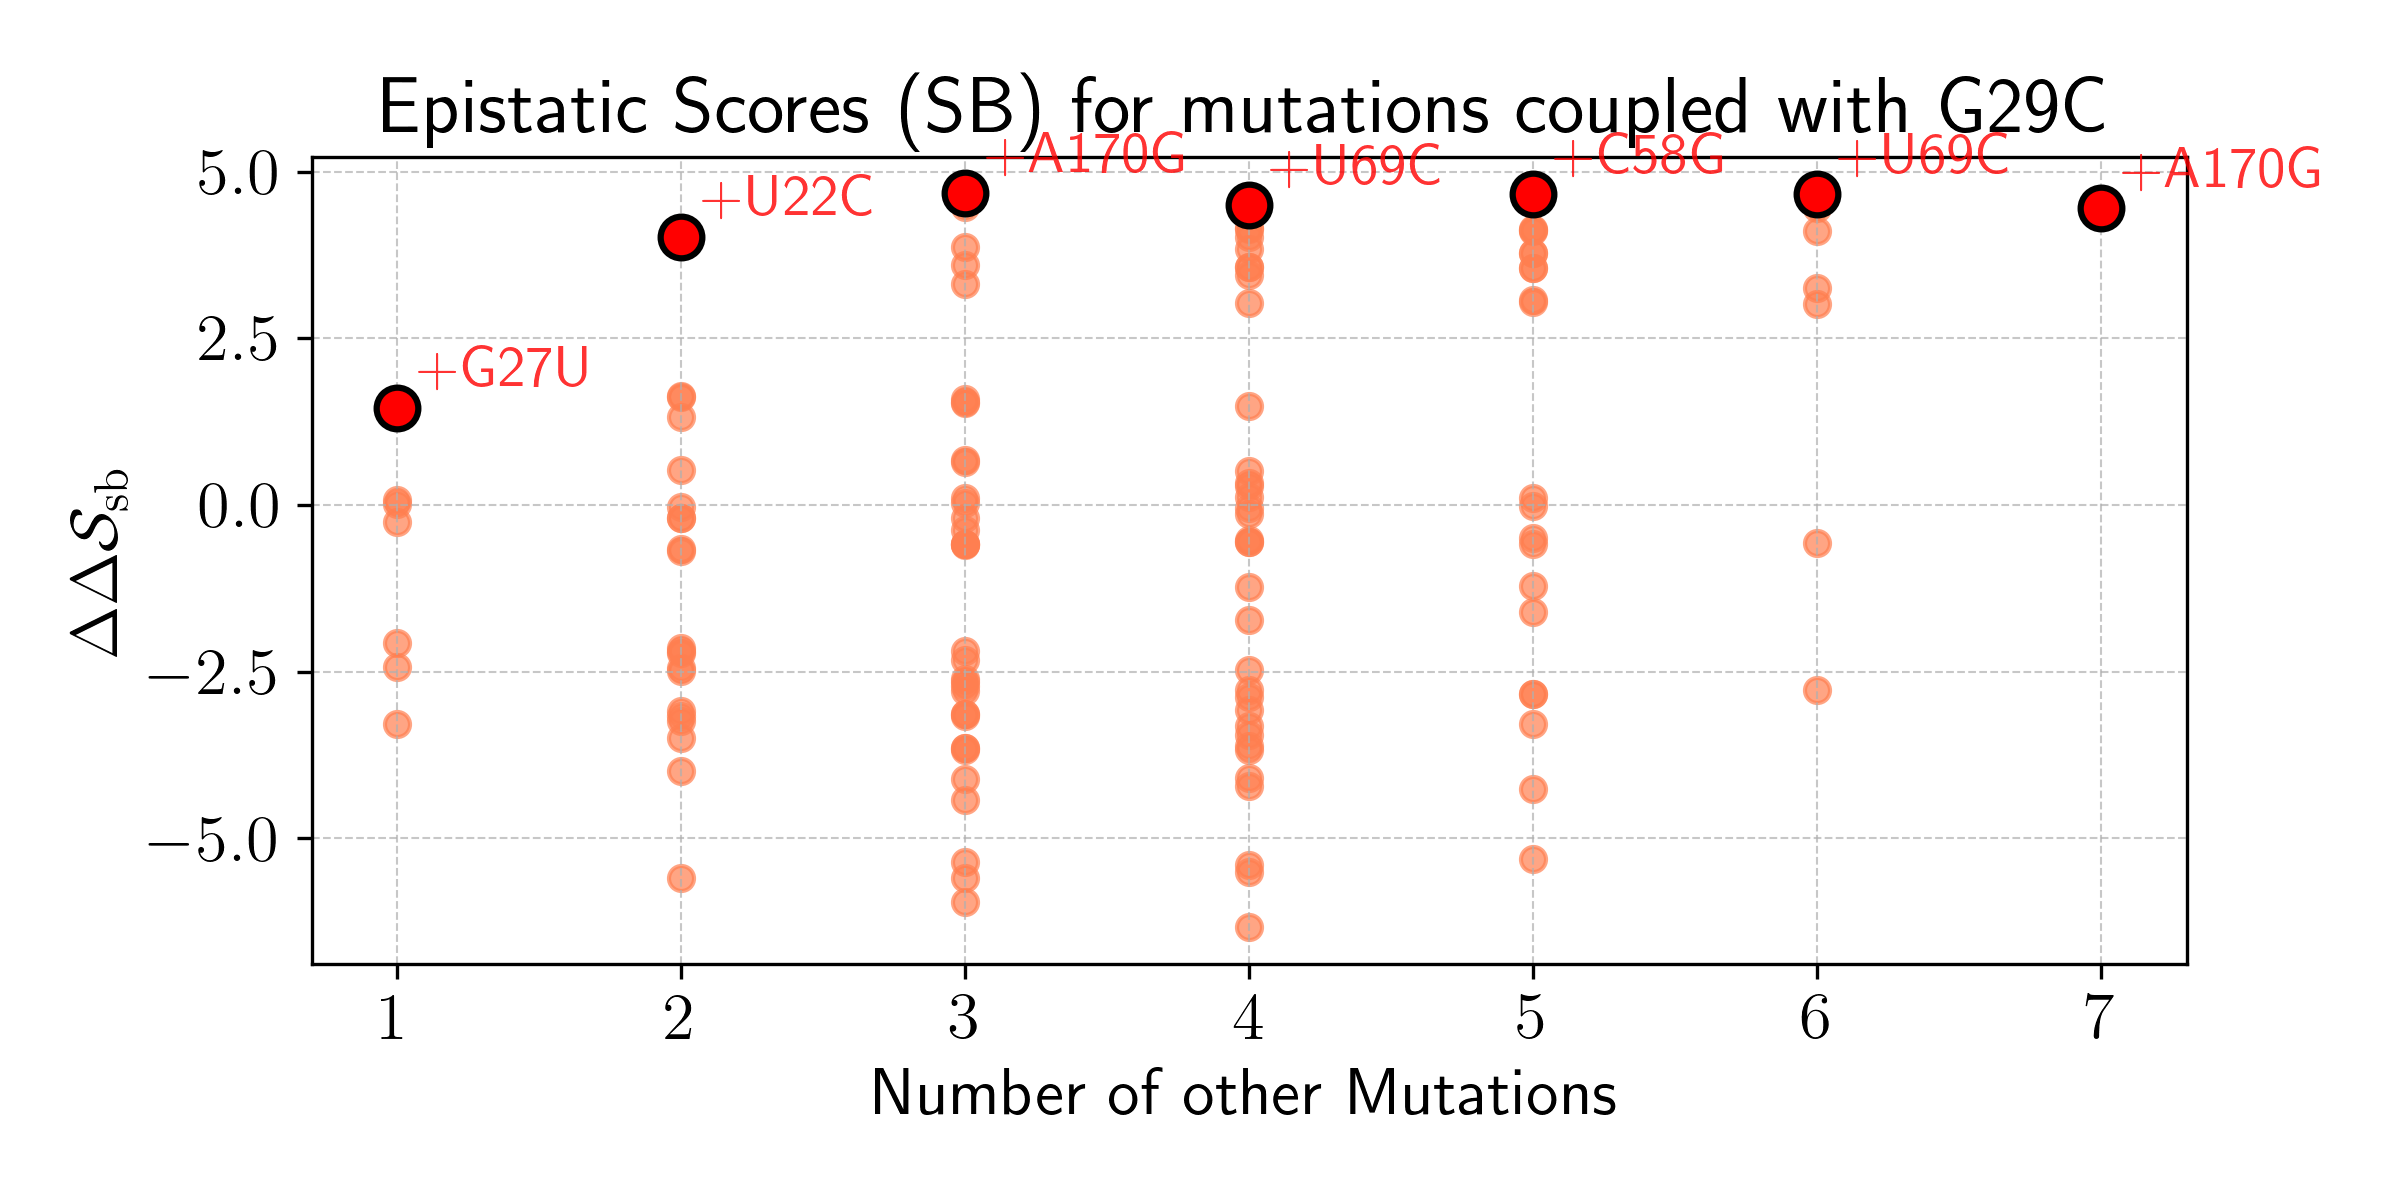 Epistatic Scores (SB) for mutations coupled with G29C
+A170G
+U69C
+C58G
+U69C
+A170G
+U22C
+G27U
5.0
2.5
0.0
−2.5
−5.0
ΔΔ𝒮sb
1 2 3 4 5 6 7
Number of other Mutations